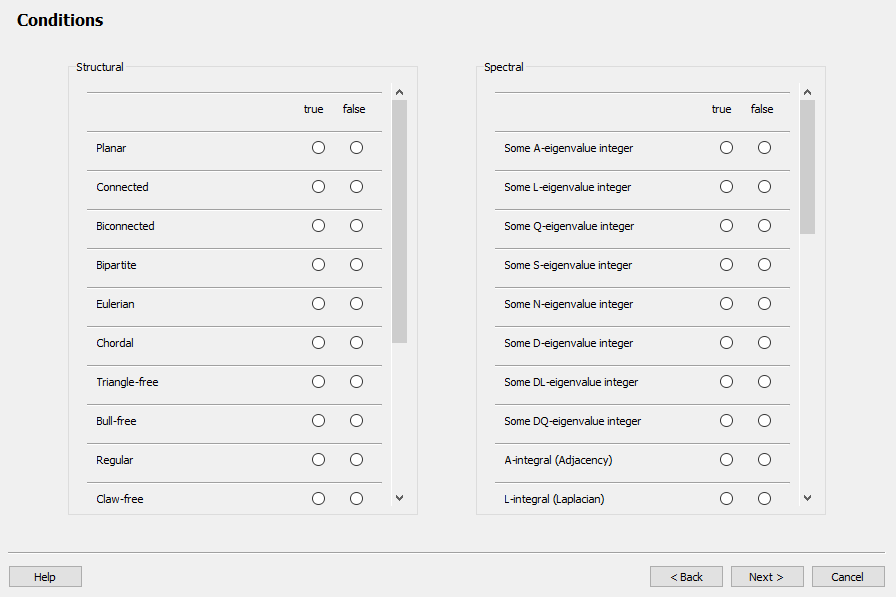 Conditions
Structural
true false
Planar
Connected
Biconnected
Bipartite
Eulerian
Chordal
Triangle-free
Bull-free
Regular
Claw-free
Spectral
true false
Some A-eigenvalue integer
Some L-eigenvalue integer
Some Q-eigenvalue integer
Some S-eigenvalue integer
Some N-eigenvalue integer
Some D-eigenvalue integer
Some DL-eigenvalue integer
Some DQ-eigenvalue integer
A-integral (Adjacency)
L-integral (Laplacian)
Help
< Back
Next >
Cancel